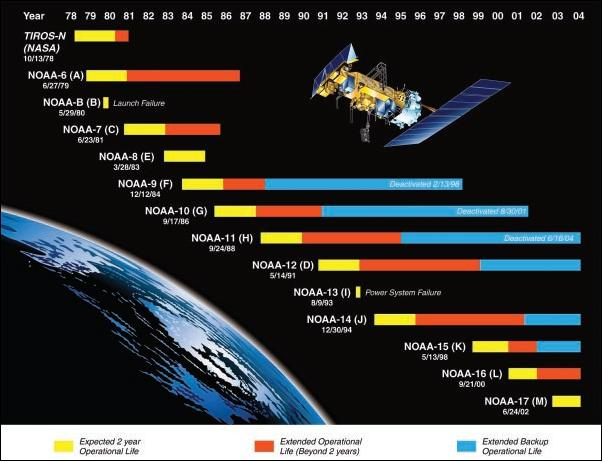 Year 78 79 80 81 82 83 84 85 86 87 88 89 90 91 92 93 94 95 96 97 98 99 00 01 02 03 04
TIROS-N
(NASA)
10/13/78
NOAA-6 (A)
6/27/79
NOAA-B (B) Launch Failure
5/29/80
NOAA-7 (C)
6/23/81
NOAA-8 (E)
3/28/83
NOAA-9 (F) Deactivated 2/13/98
12/12/84
NOAA-10 (G) Deactivated 8/30/01
9/17/86
NOAA-11 (H) Deactivated 6/16/04
9/24/88
NOAA-12 (D)
5/14/91
NOAA-13 (I) Power System Failure
8/9/93
NOAA-14 (J)
12/30/94
NOAA-15 (K)
5/13/98
NOAA-16 (L)
9/21/00
NOAA-17 (M)
6/24/02
Expected 2 year
Operational Life
Extended Operational
Life (Beyond 2 years)
Extended Backup
Operational Life